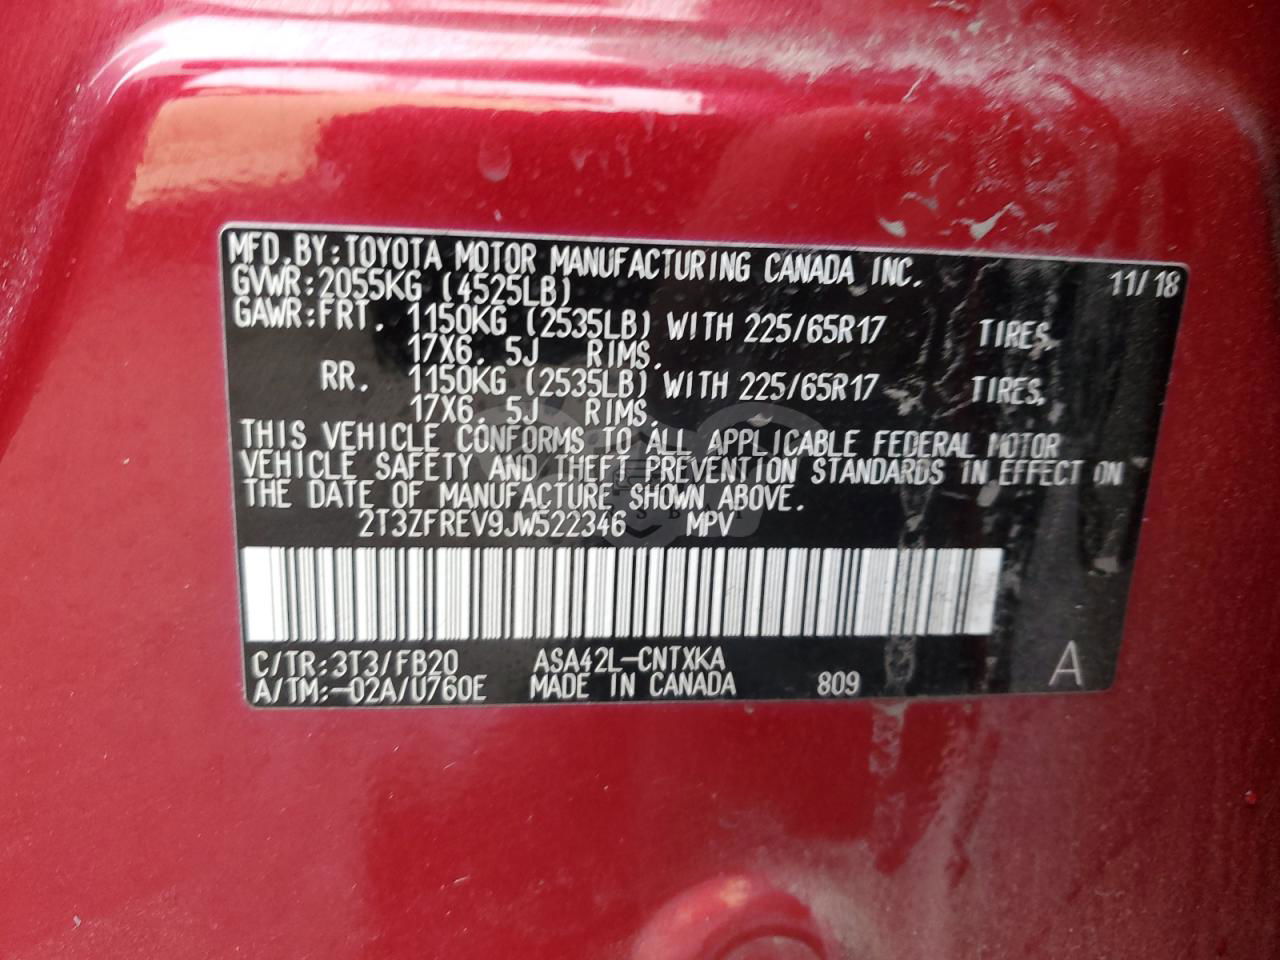 MFD.BY:TOYOTA MOTOR MANUFACTURING CANADA INC. 11/18
GVWR:2055KG (4525LB)
GAWR:FRT. 1150KG (2535LB) WITH 225/65R17 TIRES,
17X6.5J RIMS.
RR. 1150KG (2535LB) WITH 225/65R17 TIRES,
17X6.5J RIMS.
THIS VEHICLE CONFORMS TO ALL APPLICABLE FEDERAL MOTOR
VEHICLE SAFETY AND THEFT PREVENTION STANDARDS IN EFFECT ON
THE DATE OF MANUFACTURE SHOWN ABOVE.
2T3ZFREV9JW522346 MPV
C/TR:3T3/FB20 ASA42L-CNTXKA
A/TM:-02A/U760E MADE IN CANADA 809 A